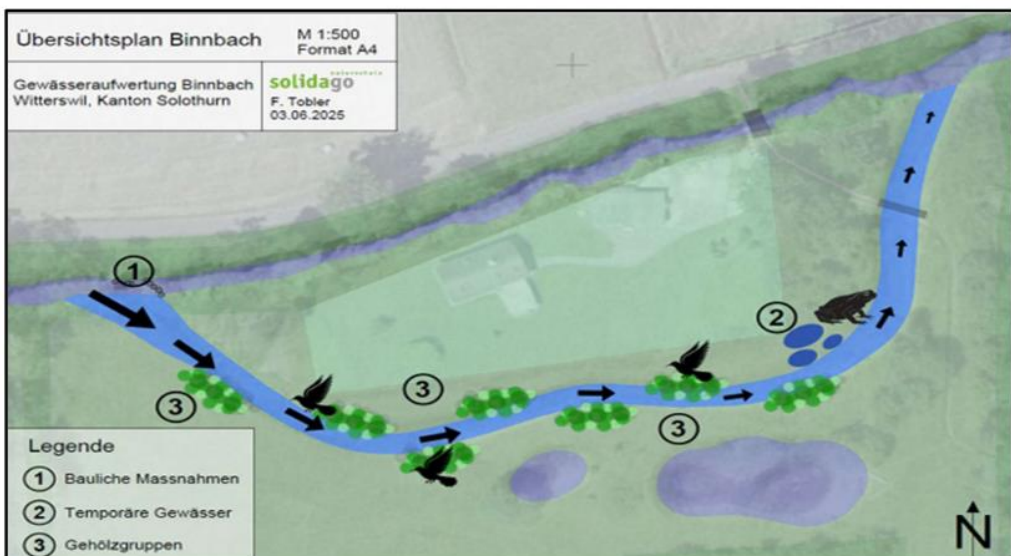 Übersichtsplan Binnbach
M 1:500
Format A4
Gewässeraufwertung Binnbach
Witterswil, Kanton Solothurn
naturschutz
solidago
F. Tobler
03.06.2025
1
2
3
3
3
Legende
1 Bauliche Massnahmen
2 Temporäre Gewässer
3 Gehölzgruppen
N